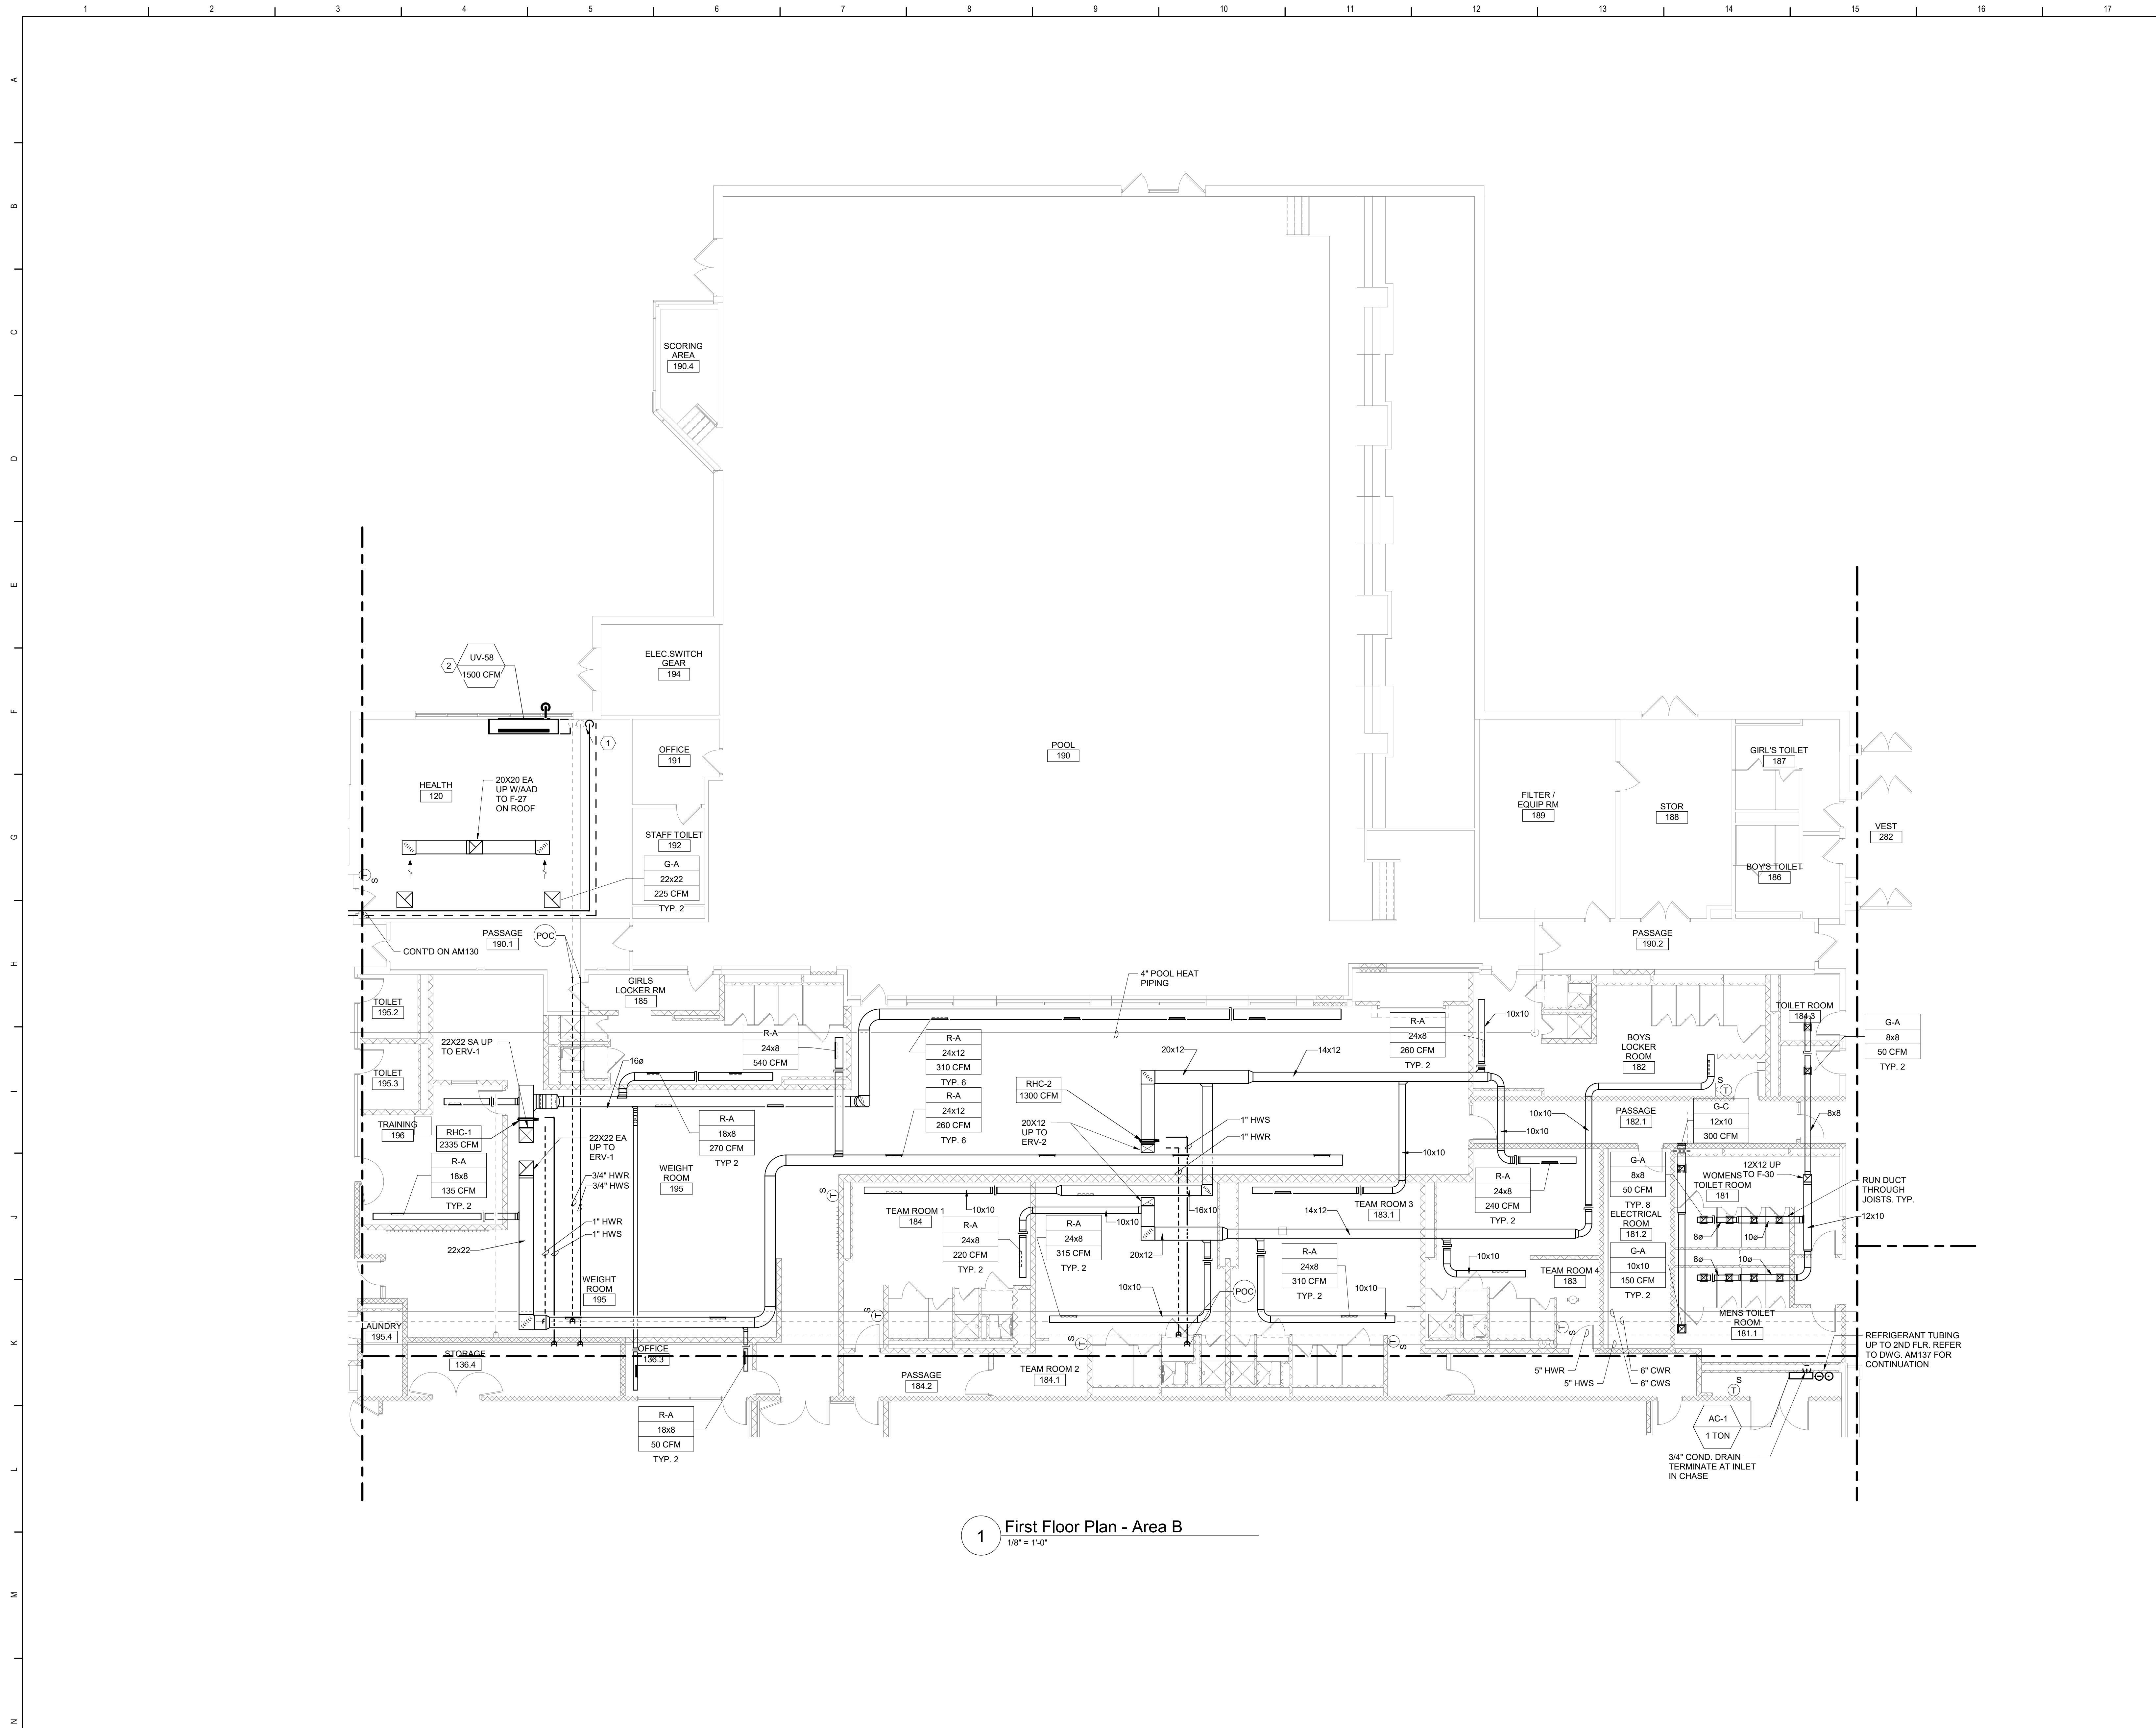 1 2 3 4 5 6 7 8 9 10 11 12 13 14 15 16 17
A
B
C
D
E
F
G
H
I
J
K
L
M
N
SCORING
AREA
190.4
ELEC.SWITCH
GEAR
194
2
UV-58
1500 CFM
1
OFFICE
191
POOL
190
HEALTH
120
20X20 EA
UP W/AAD
TO F-27
ON ROOF
STAFF TOILET
192
G-A
22x22
225 CFM
TYP. 2
T
S
FILTER /
EQUIP RM
189
STOR
188
GIRL'S TOILET
187
BOY'S TOILET
186
VEST
282
PASSAGE
190.1
POC
CONT'D ON AM130
PASSAGE
190.2
GIRLS
LOCKER RM
185
4" POOL HEAT
PIPING
TOILET
195.2
TOILET
195.3
22X22 SA UP
TO ERV-1
16ø
R-A
24x8
540 CFM
R-A
24x12
310 CFM
TYP. 6
R-A
24x12
260 CFM
TYP. 6
20x12
14x12
R-A
24x8
260 CFM
TYP. 2
10x10
BOYS
LOCKER
ROOM
182
TOILET ROOM
184.3
G-A
8x8
50 CFM
TYP. 2
RHC-2
1300 CFM
20X12
UP TO
ERV-2
1" HWS
1" HWR
10x10
10x10
10x10
PASSAGE
182.1
S
T
G-C
12x10
300 CFM
8x8
TRAINING
196
RHC-1
2335 CFM
R-A
18x8
135 CFM
TYP. 2
22X22 EA
UP TO
ERV-1
3/4" HWR
3/4" HWS
1" HWR
1" HWS
22x22
R-A
18x8
270 CFM
TYP 2
WEIGHT
ROOM
195
WEIGHT
ROOM
195
S
T
TEAM ROOM 1
184
10x10
R-A
24x8
220 CFM
TYP. 2
10x10
R-A
24x8
315 CFM
TYP. 2
20x12
16x10
14x12
TEAM ROOM 3
183.1
R-A
24x8
240 CFM
TYP. 2
R-A
24x8
310 CFM
TYP. 2
10x10
10x10
10x10
POC
TEAM ROOM 4
183
G-A
8x8
50 CFM
TYP. 8
WOMENS
TOILET ROOM
181
12X12 UP
TO F-30
RUN DUCT
THROUGH
JOISTS. TYP.
12x10
ELECTRICAL
ROOM
181.2
8ø
10ø
8ø
10ø
G-A
10x10
150 CFM
TYP. 2
MENS TOILET
ROOM
181.1
LAUNDRY
195.4
STORAGE
136.4
OFFICE
136.3
S
T
S
T
T
S
T
S
PASSAGE
184.2
TEAM ROOM 2
184.1
5" HWR
5" HWS
6" CWR
6" CWS
S
T
REFRIGERANT TUBING
UP TO 2ND FLR. REFER
TO DWG. AM137 FOR
CONTINUATION
R-A
18x8
50 CFM
TYP. 2
AC-1
1 TON
3/4" COND. DRAIN
TERMINATE AT INLET
IN CHASE
1
First Floor Plan - Area B
1/8" = 1'-0"